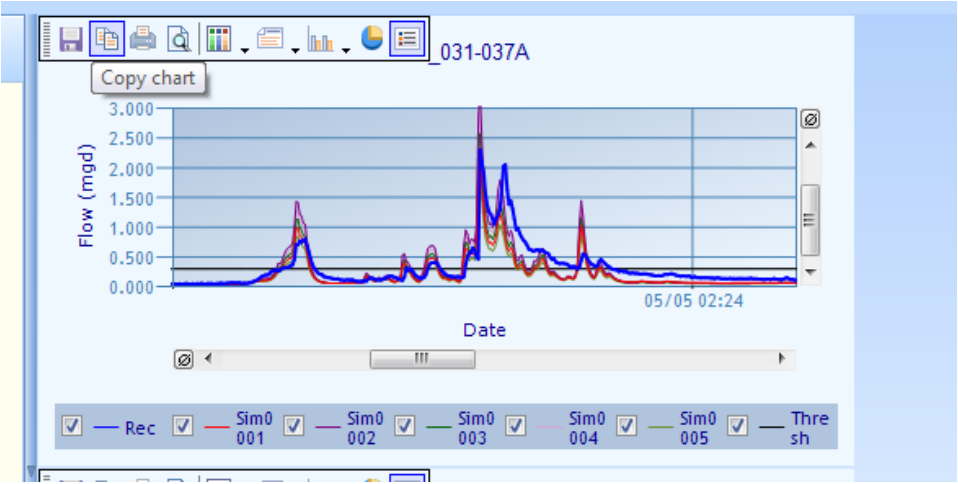 _031-037A
Copy chart
3.000
2.500
2.000
1.500
1.000
0.500
0.000
Flow (mgd)
05/05 02:24
Date
Rec
Sim0
001
Sim0
002
Sim0
003
Sim0
004
Sim0
005
Thre
sh